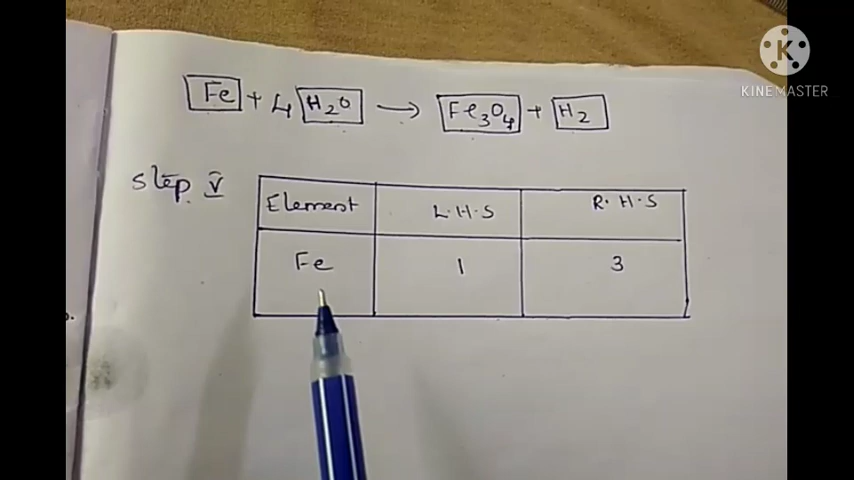 K
KINEMASTER
Fe + 4 H₂O → Fe₃O₄ + H₂
Step V
Element L.H.S R.H.S
Fe 1 3